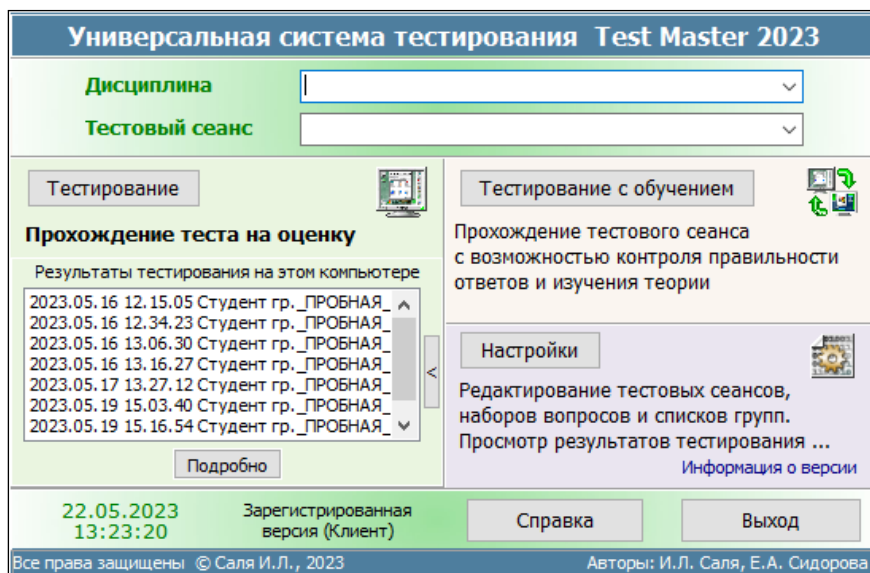 Универсальная система тестирования Test Master 2023
Дисциплина
Тестовый сеанс
Тестирование
Прохождение теста на оценку
Результаты тестирования на этом компьютере
2023.05.16 12.15.05 Студент гр._ПРОБНАЯ_
2023.05.16 12.34.23 Студент гр._ПРОБНАЯ_
2023.05.16 13.06.30 Студент гр._ПРОБНАЯ_
2023.05.16 13.16.27 Студент гр._ПРОБНАЯ_
2023.05.17 13.27.12 Студент гр._ПРОБНАЯ_
2023.05.19 15.03.40 Студент гр._ПРОБНАЯ_
2023.05.19 15.16.54 Студент гр._ПРОБНАЯ_
<
Подробно
Тестирование с обучением
Прохождение тестового сеанса
с возможностью контроля правильности
ответов и изучения теории
Настройки
Редактирование тестовых сеансов,
наборов вопросов и списков групп.
Просмотр результатов тестирования ...
Информация о версии
22.05.2023
13:23:20
Зарегистрированная
версия (Клиент)
Справка
Выход
Все права защищены © Саля И.Л., 2023
Авторы: И.Л. Саля, Е.А. Сидорова